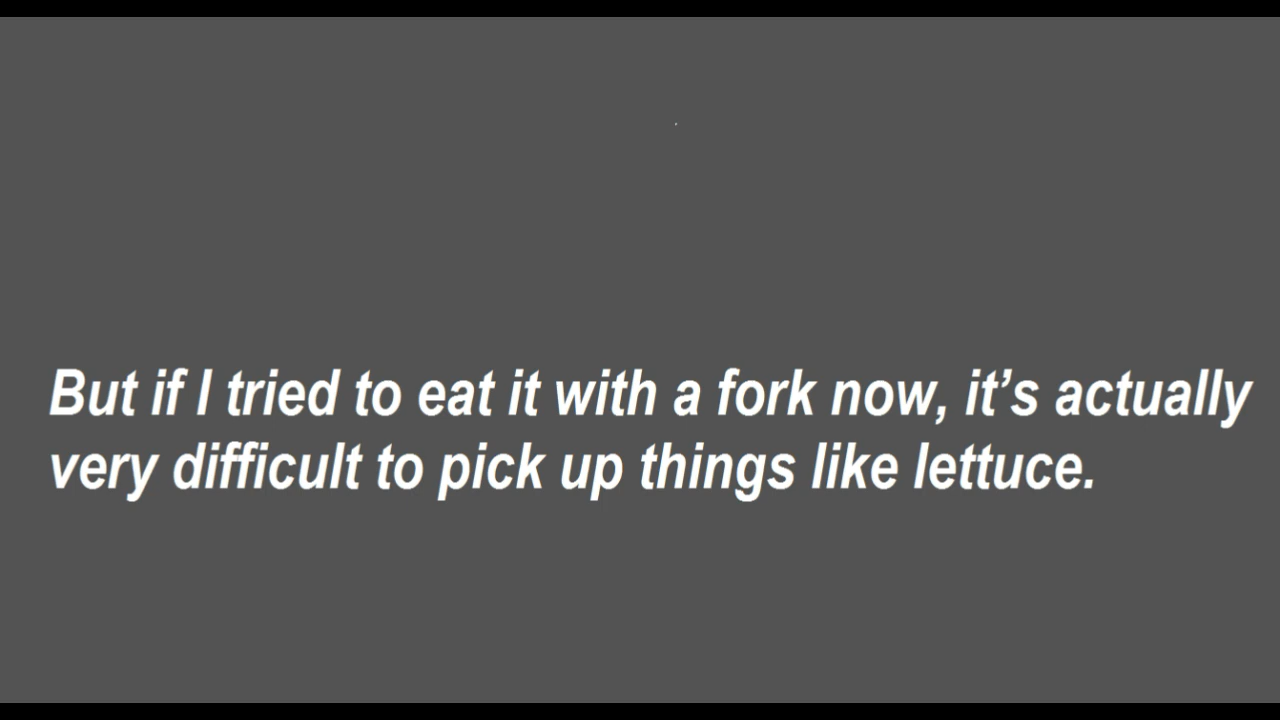 But if I tried to eat it with a fork now, it’s actually
very difficult to pick up things like lettuce.